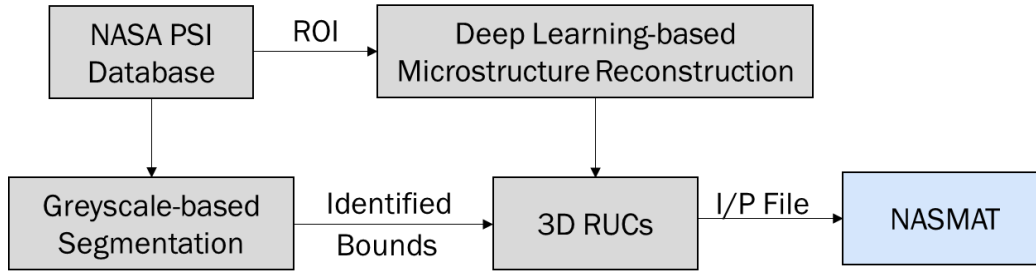 NASA PSI
Database
ROI
Deep Learning-based
Microstructure Reconstruction
Greyscale-based
Segmentation
Identified
Bounds
3D RUCs
I/P File
NASMAT